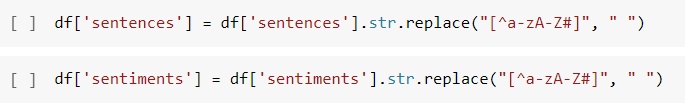 [ ] df['sentences'] = df['sentences'].str.replace("[^a-zA-Z#]", " ")
[ ] df['sentiments'] = df['sentiments'].str.replace("[^a-zA-Z#]", " ")